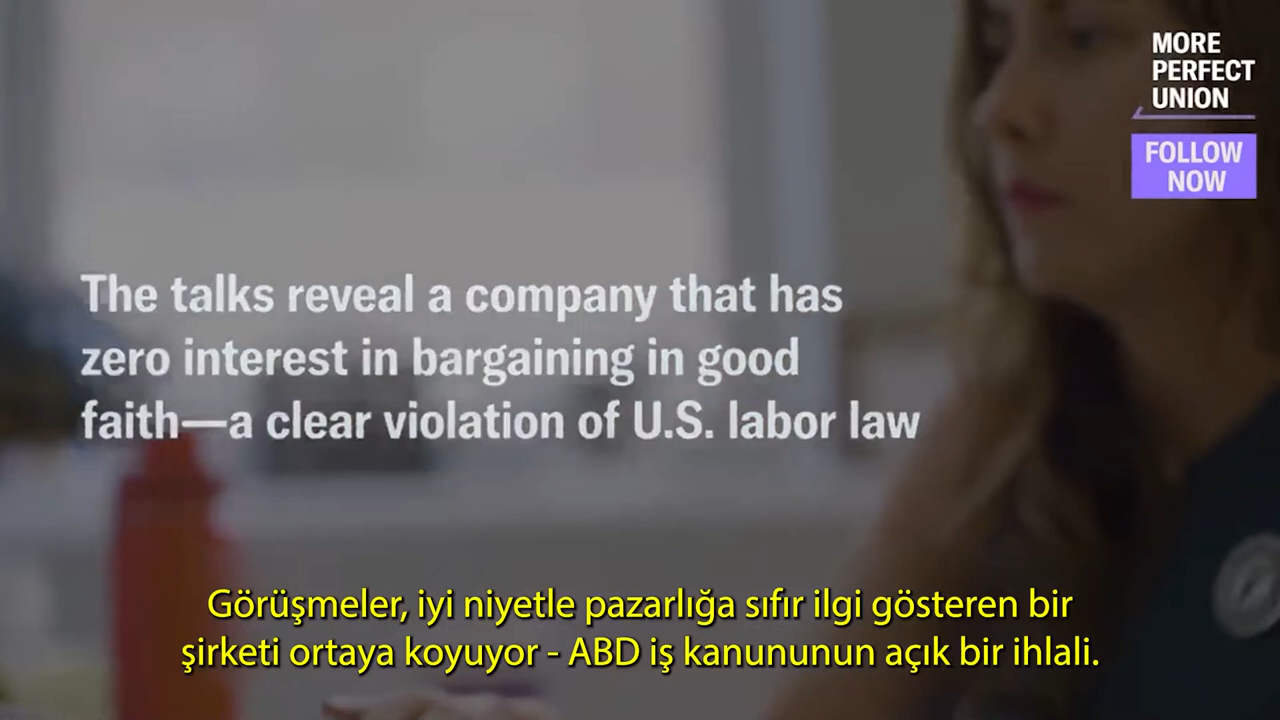 MORE
PERFECT
UNION
FOLLOW
NOW
The talks reveal a company that has
zero interest in bargaining in good
faith—a clear violation of U.S. labor law
Görüşmeler, iyi niyetle pazarlığa sıfır ilgi gösteren bir
şirketi ortaya koyuyor - ABD iş kanununun açık bir ihlali.